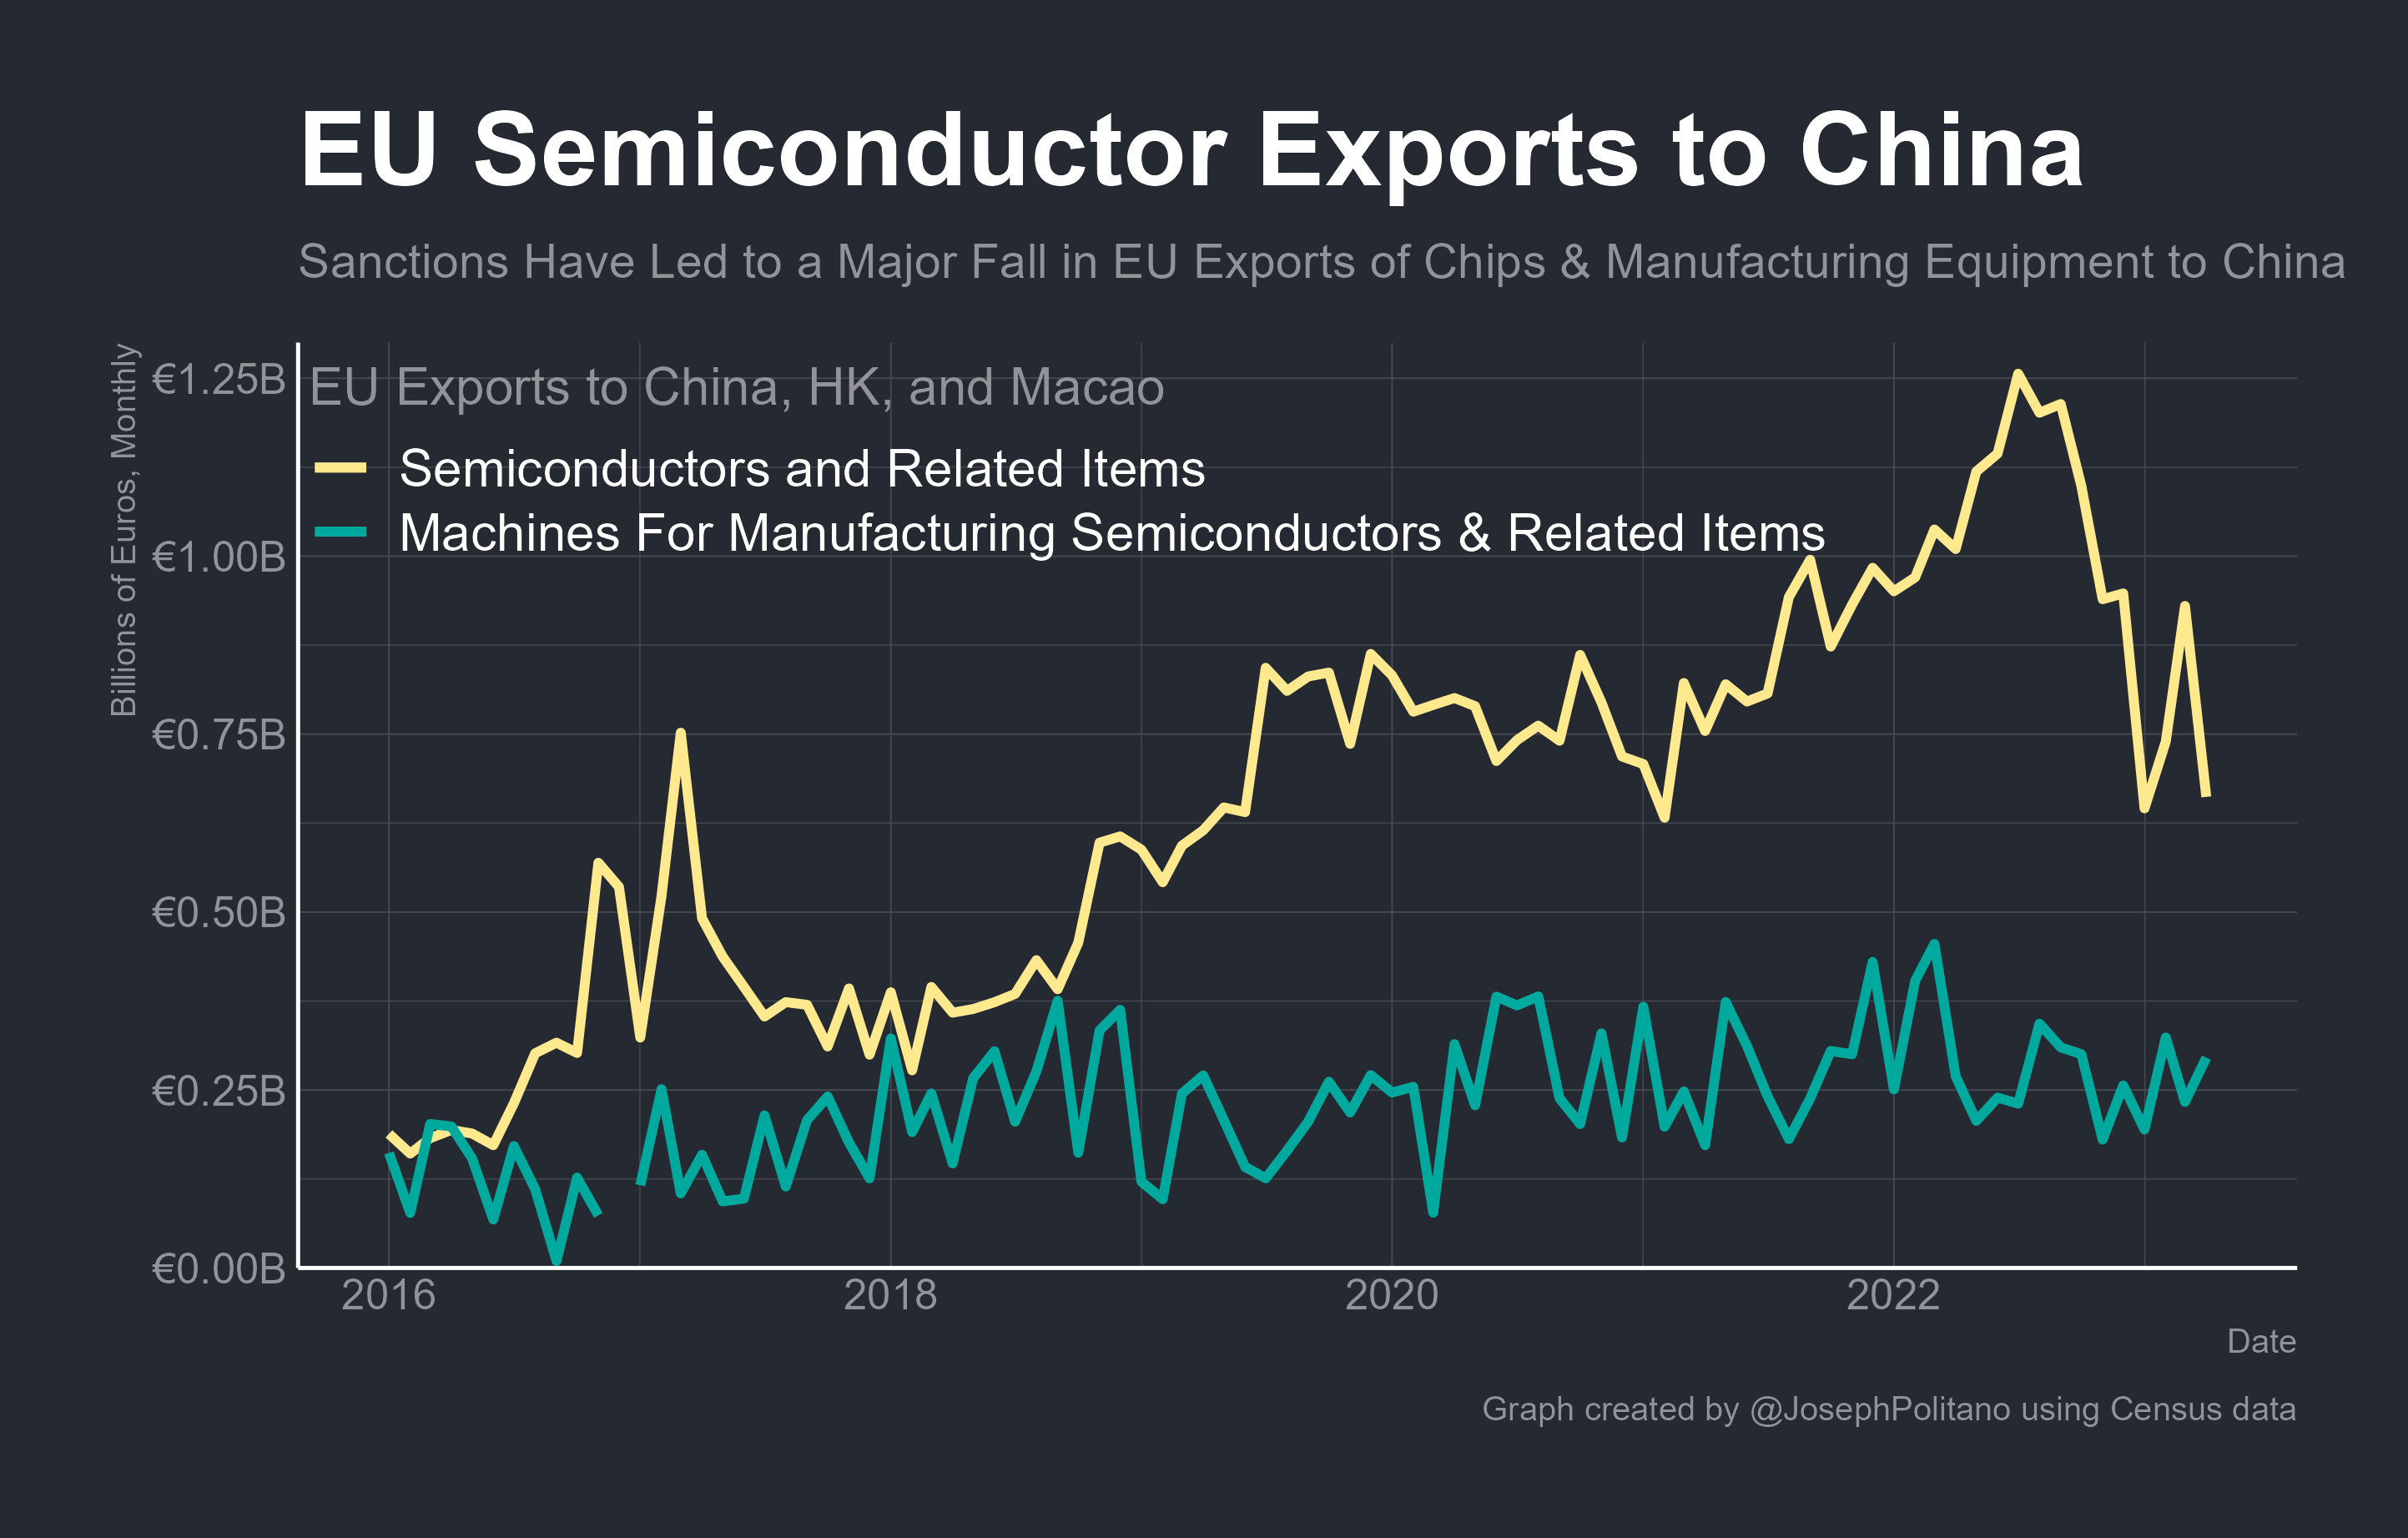 EU Semiconductor Exports to China
Sanctions Have Led to a Major Fall in EU Exports of Chips & Manufacturing Equipment to China
Billions of Euros, Monthly
€1.25B
€1.00B
€0.75B
€0.50B
€0.25B
€0.00B
EU Exports to China, HK, and Macao
Semiconductors and Related Items
Machines For Manufacturing Semiconductors & Related Items
2016
2018
2020
2022
Date
Graph created by @JosephPolitano using Census data